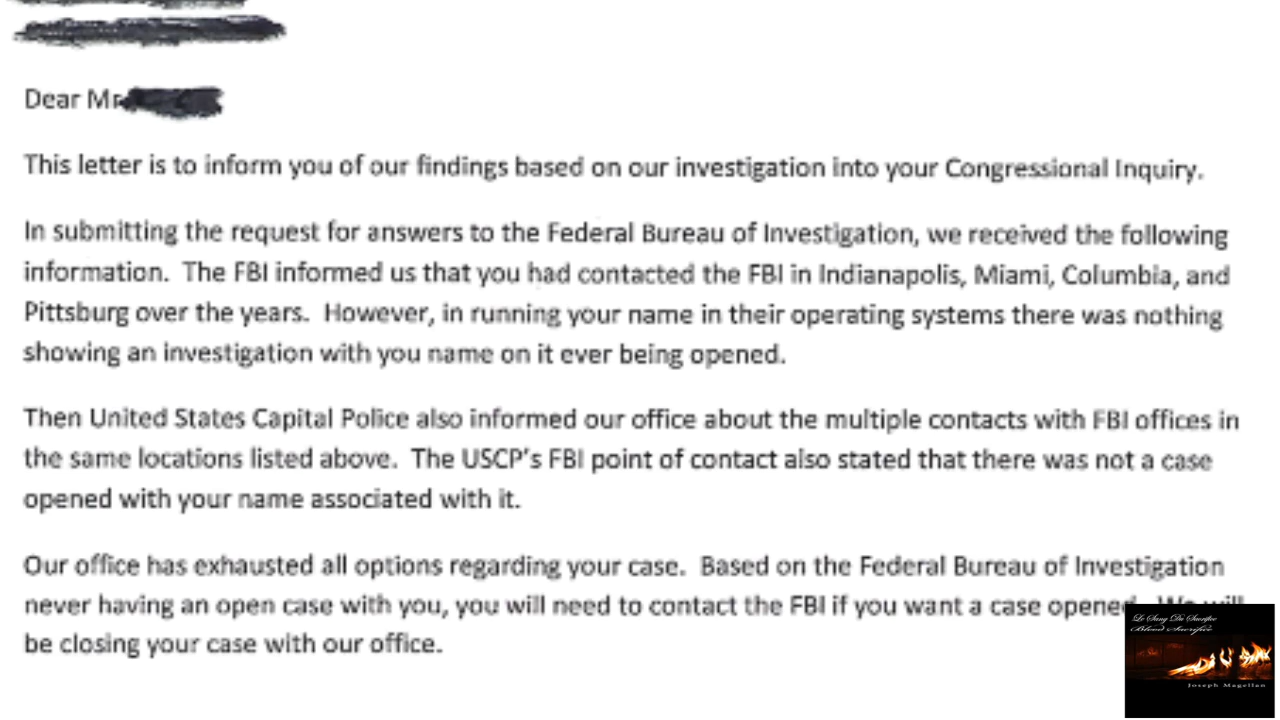 Dear Mr
This letter is to inform you of our findings based on our investigation into your Congressional Inquiry.
In submitting the request for answers to the Federal Bureau of Investigation, we received the following
information. The FBI informed us that you had contacted the FBI in Indianapolis, Miami, Columbia, and
Pittsburg over the years. However, in running your name in their operating systems there was nothing
showing an investigation with you name on it ever being opened.
Then United States Capital Police also informed our office about the multiple contacts with FBI offices in
the same locations listed above. The USCP's FBI point of contact also stated that there was not a case
opened with your name associated with it.
Our office has exhausted all options regarding your case. Based on the Federal Bureau of Investigation
never having an open case with you, you will need to contact the FBI if you want a case opened. We will
be closing your case with our office.
Le Sang Du Sacrifice
Blood Sacrifice
Joseph Magellan